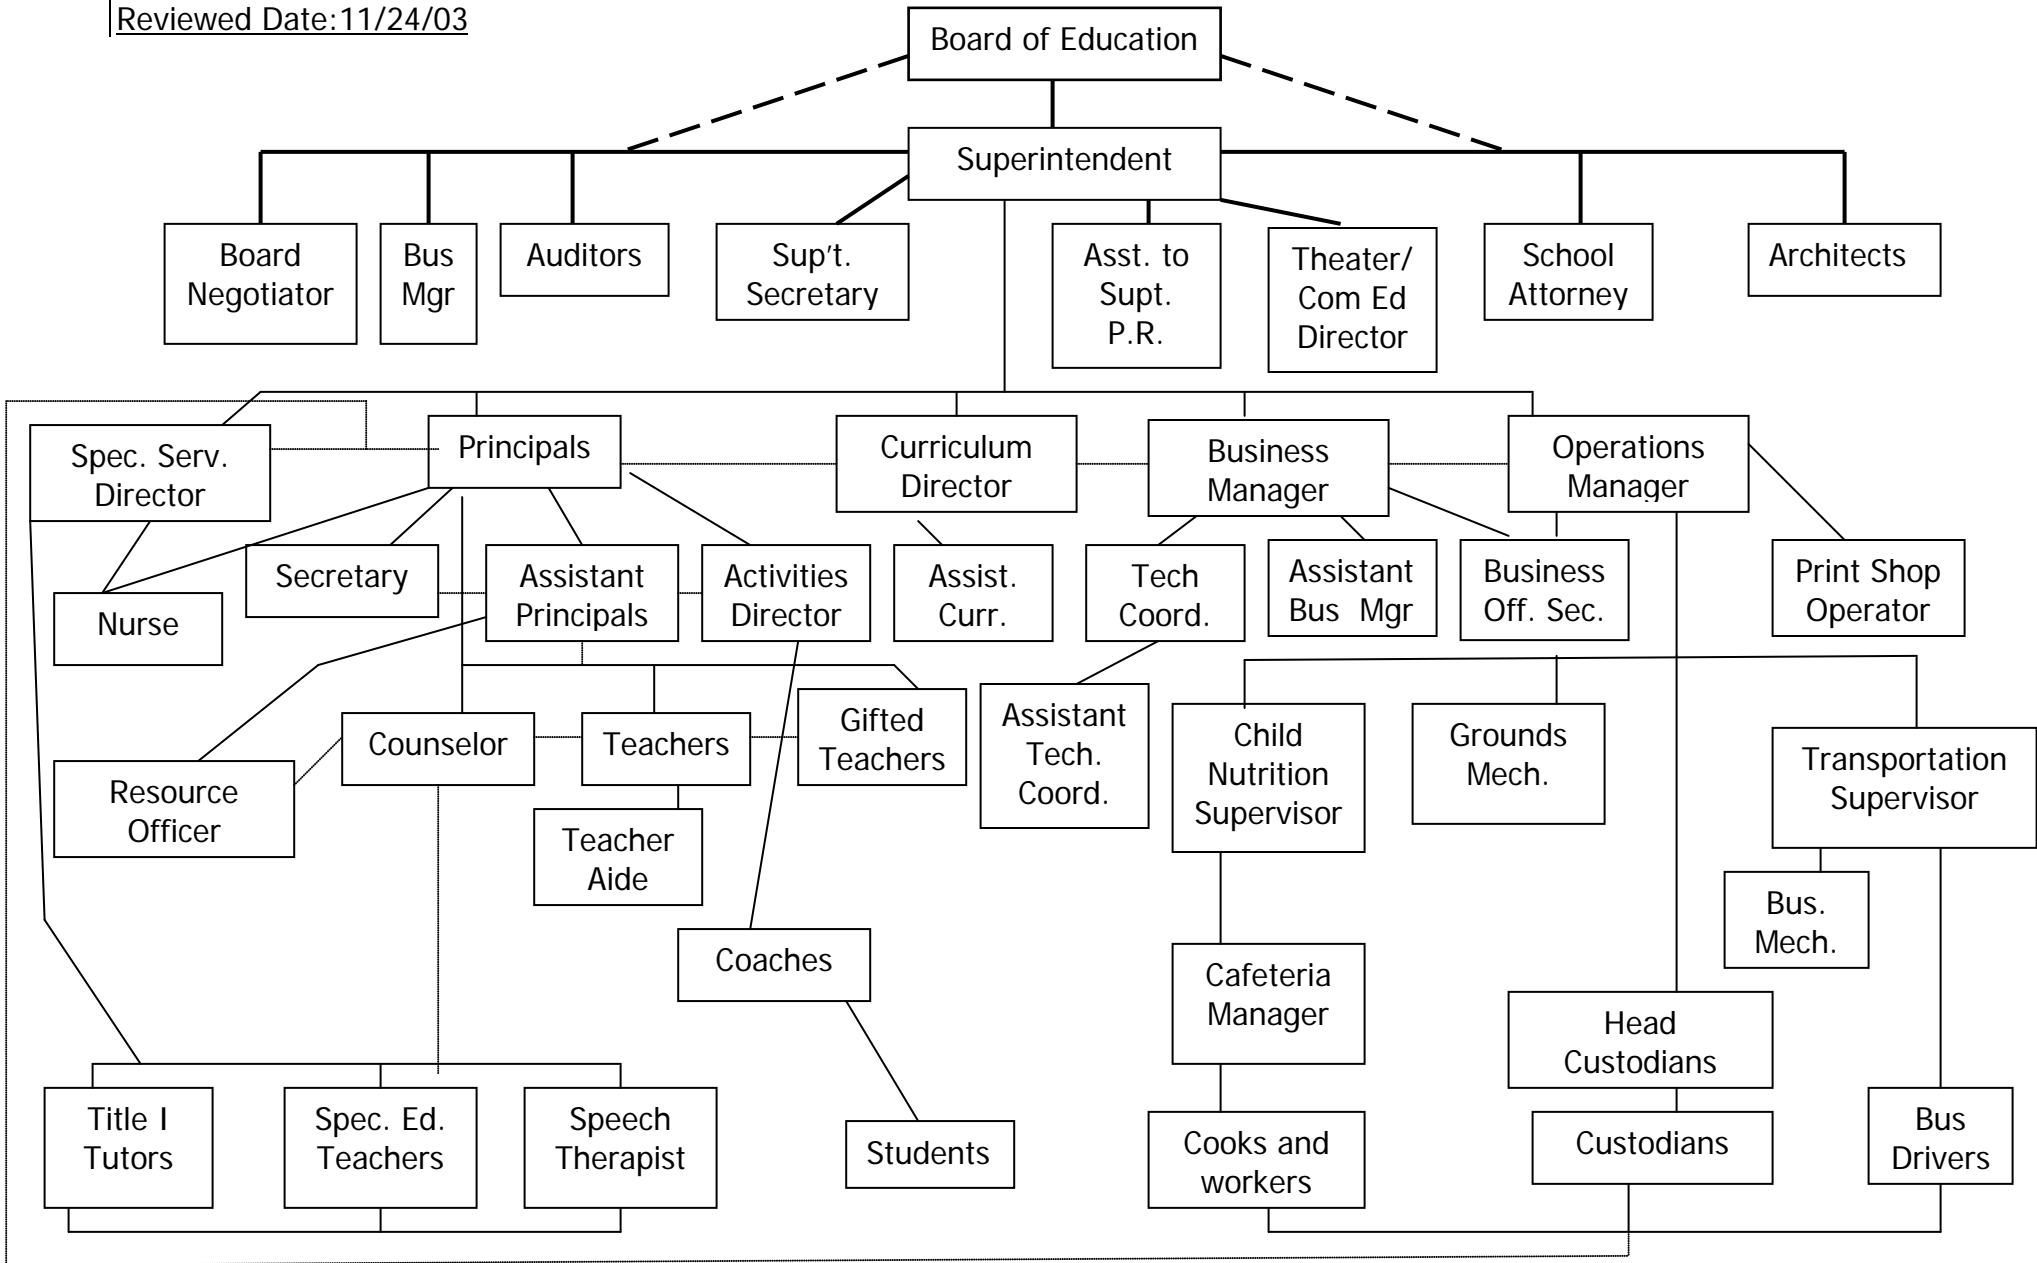 Reviewed Date:11/24/03
Board of Education
Superintendent
Board
Negotiator
Bus
Mgr
Auditors
Sup't.
Secretary
Asst. to
Supt.
P.R.
Theater/
Com Ed
Director
School
Attorney
Architects
Spec. Serv.
Director
Principals
Curriculum
Director
Business
Manager
Operations
Manager
Nurse
Secretary
Assistant
Principals
Activities
Director
Assist.
Curr.
Tech
Coord.
Assistant
Bus Mgr
Business
Off. Sec.
Print Shop
Operator
Resource
Officer
Counselor
Teachers
Gifted
Teachers
Assistant
Tech.
Coord.
Child
Nutrition
Supervisor
Grounds
Mech.
Transportation
Supervisor
Teacher
Aide
Bus.
Mech.
Coaches
Cafeteria
Manager
Head
Custodians
Title I
Tutors
Spec. Ed.
Teachers
Speech
Therapist
Students
Cooks and
workers
Custodians
Bus
Drivers